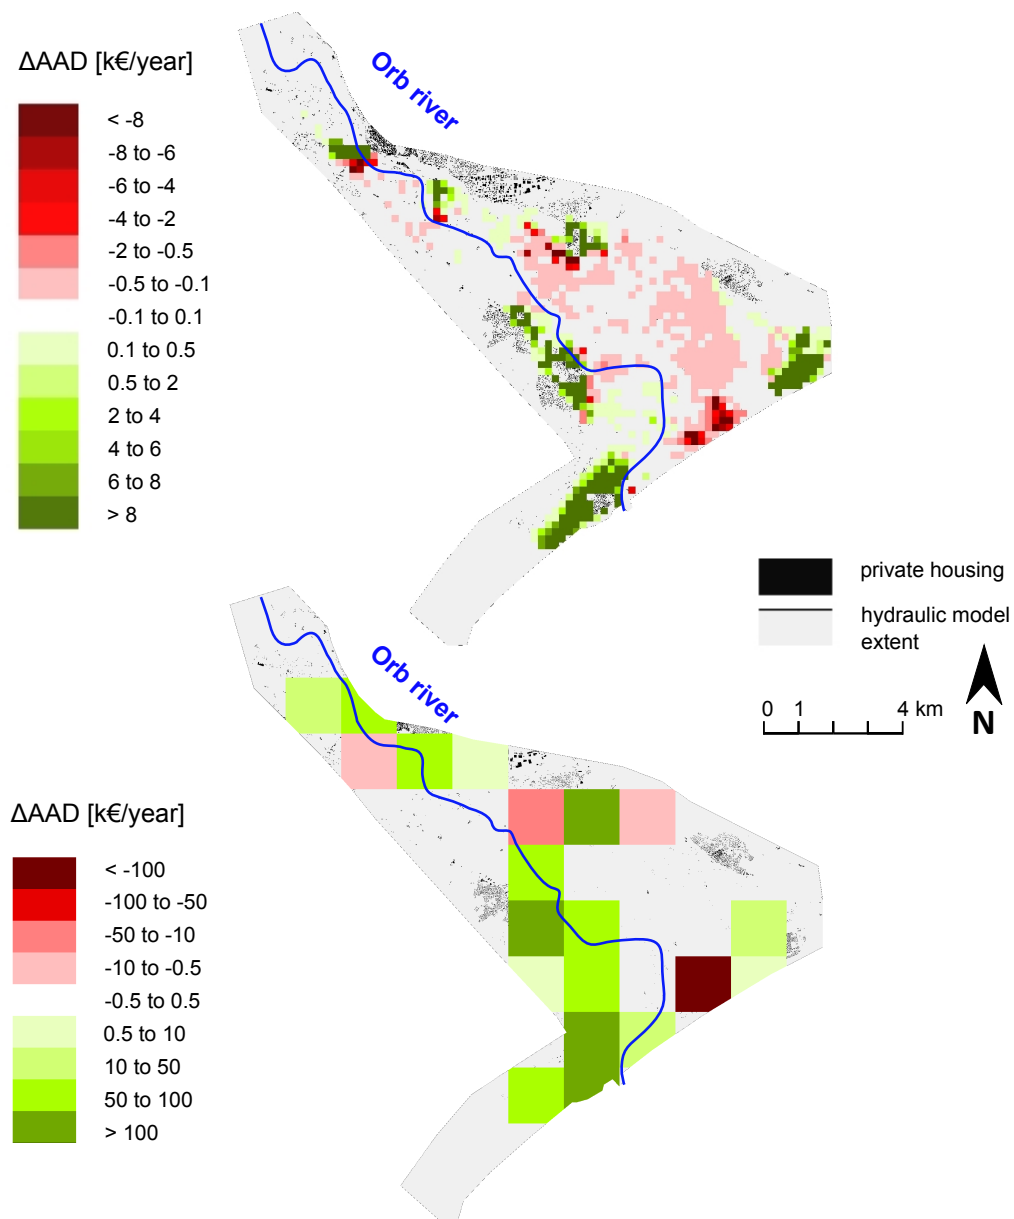 ΔAAD [k€/year]
< -8
-8 to -6
-6 to -4
-4 to -2
-2 to -0.5
-0.5 to -0.1
-0.1 to 0.1
0.1 to 0.5
0.5 to 2
2 to 4
4 to 6
6 to 8
> 8
Orb river
private housing
hydraulic model
extent
0 1 4 km
N
Orb river
ΔAAD [k€/year]
< -100
-100 to -50
-50 to -10
-10 to -0.5
-0.5 to 0.5
0.5 to 10
10 to 50
50 to 100
> 100